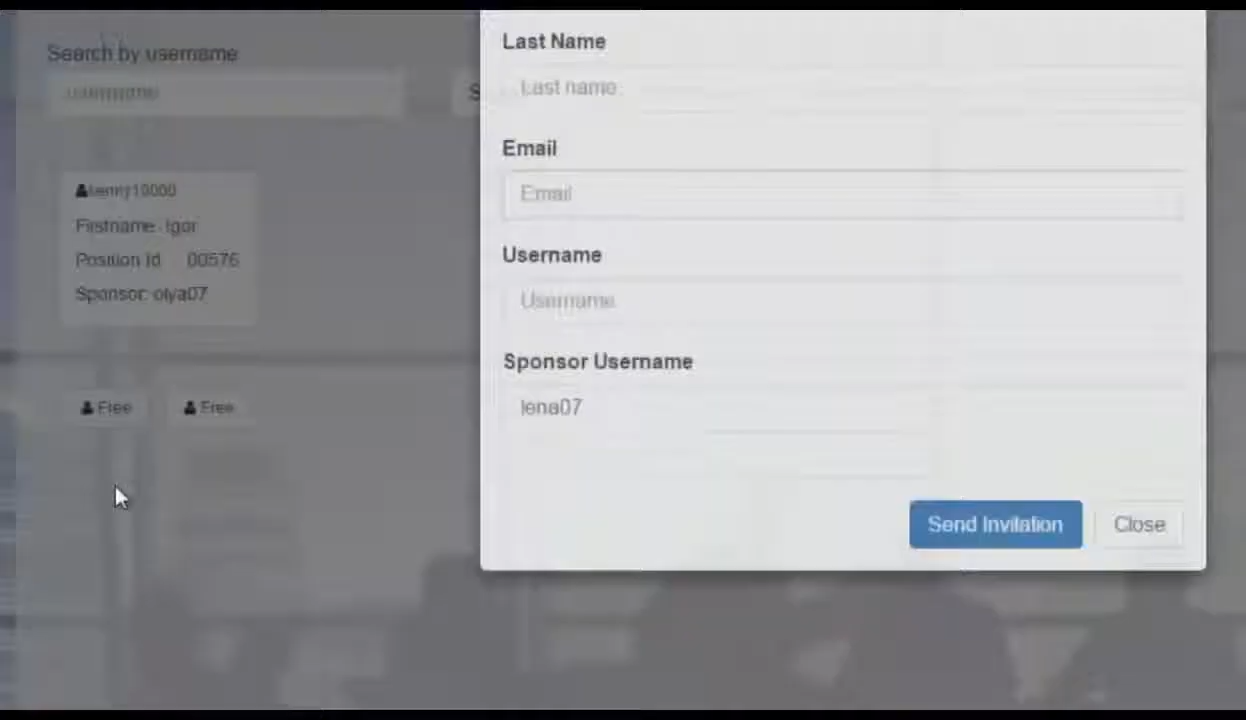 Search by username
username
S
Firstname: Igor
Position Id 00576
Sponsor: olya07
Free
Free
Last Name
Last name
Email
Email
Username
Username
Sponsor Username
lena07
Send Invitation
Close